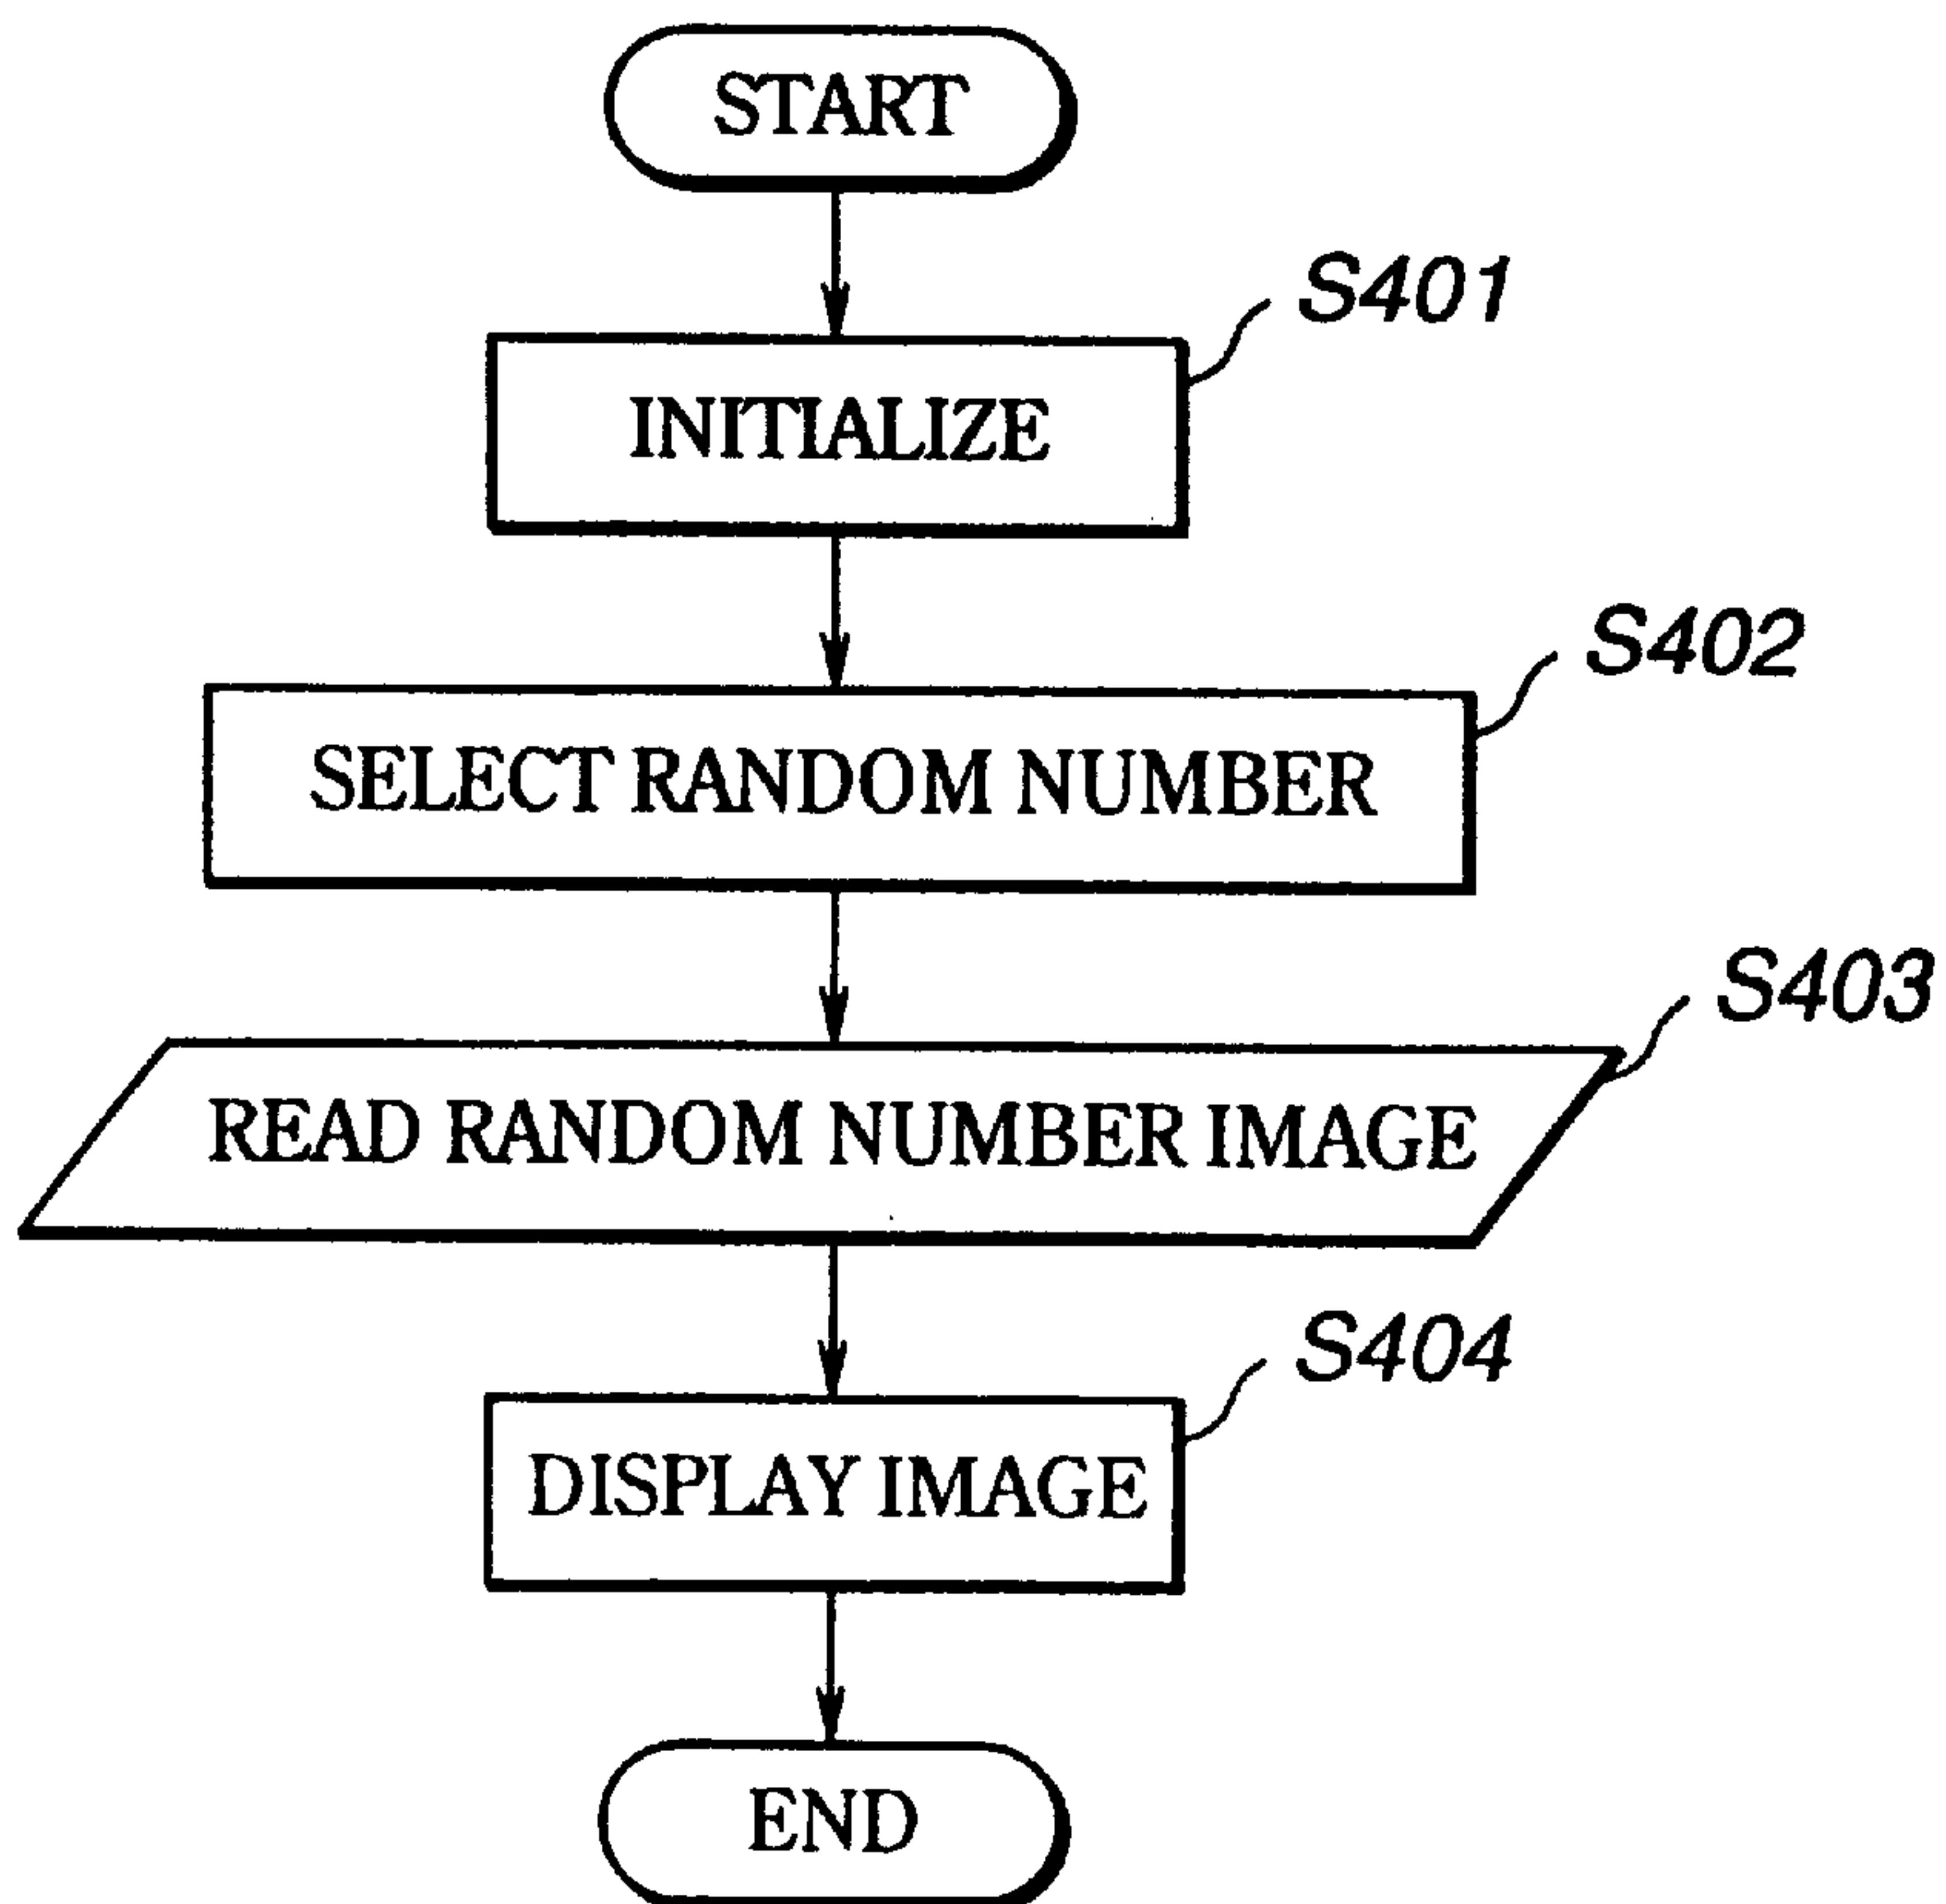 START
S401
INITIALIZE
S402
SELECT RANDOM NUMBER
S403
READ RANDOM NUMBER IMAGE
S404
DISPLAY IMAGE
END